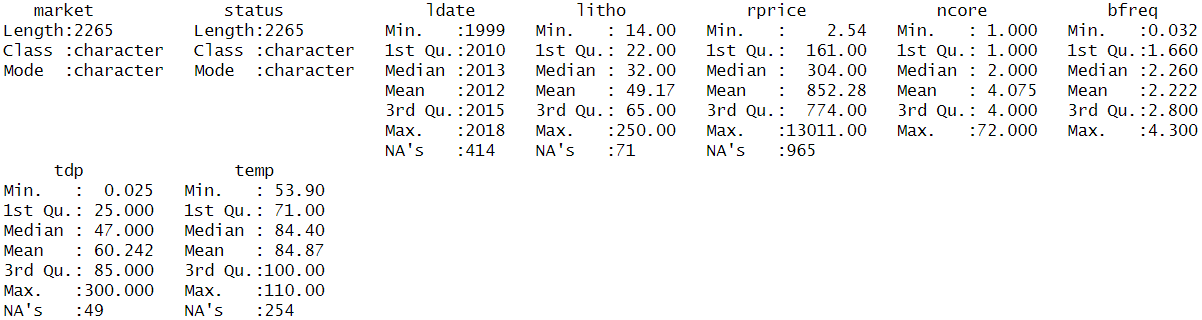 market status ldate litho rprice ncore bfreq
Length:2265 Length:2265 Min. :1999 Min. : 14.00 Min. : 2.54 Min. : 1.000 Min. :0.032
Class :character Class :character 1st Qu.:2010 1st Qu.: 22.00 1st Qu.: 161.00 1st Qu.: 1.000 1st Qu.:1.660
Mode :character Mode :character Median :2013 Median : 32.00 Median : 304.00 Median : 2.000 Median :2.260
Mean :2012 Mean : 49.17 Mean : 852.28 Mean : 4.075 Mean :2.222
3rd Qu.:2015 3rd Qu.: 65.00 3rd Qu.: 774.00 3rd Qu.: 4.000 3rd Qu.:2.800
Max. :2018 Max. :250.00 Max. :13011.00 Max. :72.000 Max. :4.300
NA's :414 NA's :71 NA's :965
tdp temp
Min. : 0.025 Min. : 53.90
1st Qu.: 25.000 1st Qu.: 71.00
Median : 47.000 Median : 84.40
Mean : 60.242 Mean : 84.87
3rd Qu.: 85.000 3rd Qu.:100.00
Max. :300.000 Max. :110.00
NA's :49 NA's :254